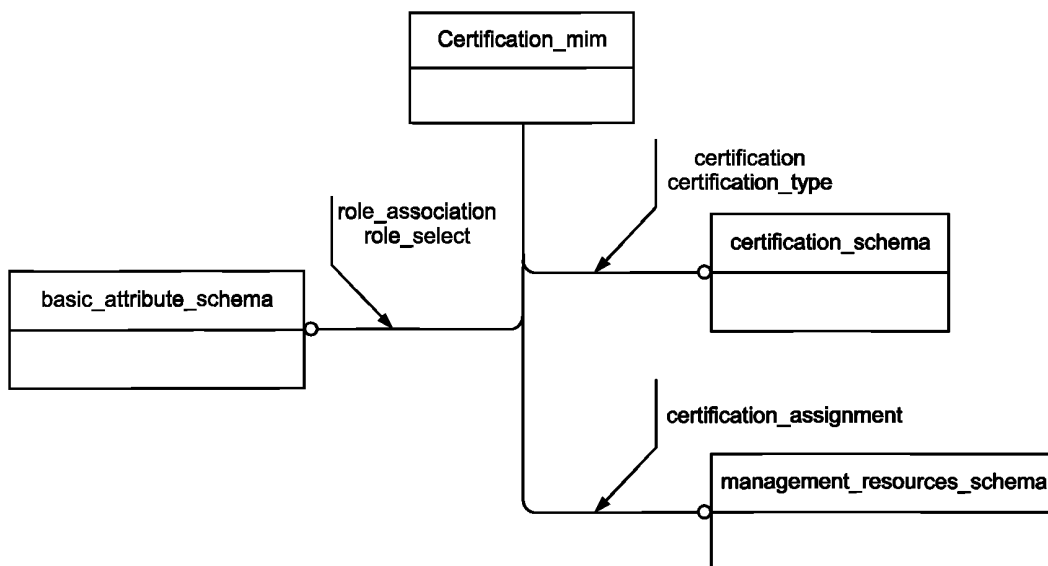 Certification_mim
certification
certification_type
role_association
role_select
certification_schema
basic_attribute_schema
certification_assignment
management_resources_schema